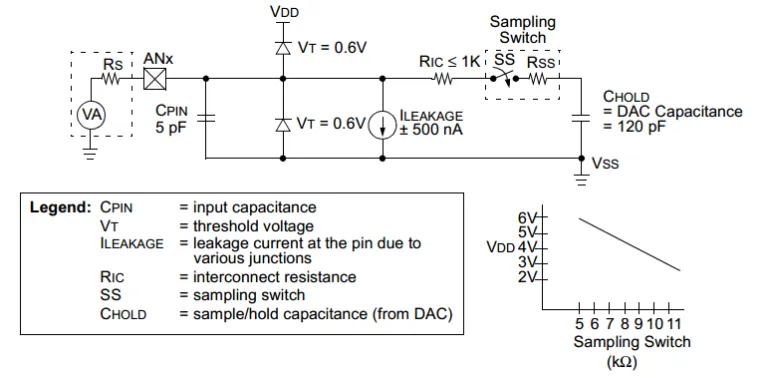 VDD
Sampling
Switch
RS ANx VT = 0.6V RIC ≤ 1K SS RSS
VA CPIN
5 pF
VT = 0.6V ILEAKAGE
± 500 nA
CHOLD
= DAC Capacitance
= 120 pF
VSS
Legend: CPIN = input capacitance
VT = threshold voltage
ILEAKAGE = leakage current at the pin due to
various junctions
RIC = interconnect resistance
SS = sampling switch
CHOLD = sample/hold capacitance (from DAC)
6V
5V
VDD 4V
3V
2V
5 6 7 8 9 10 11
Sampling Switch
(kΩ)